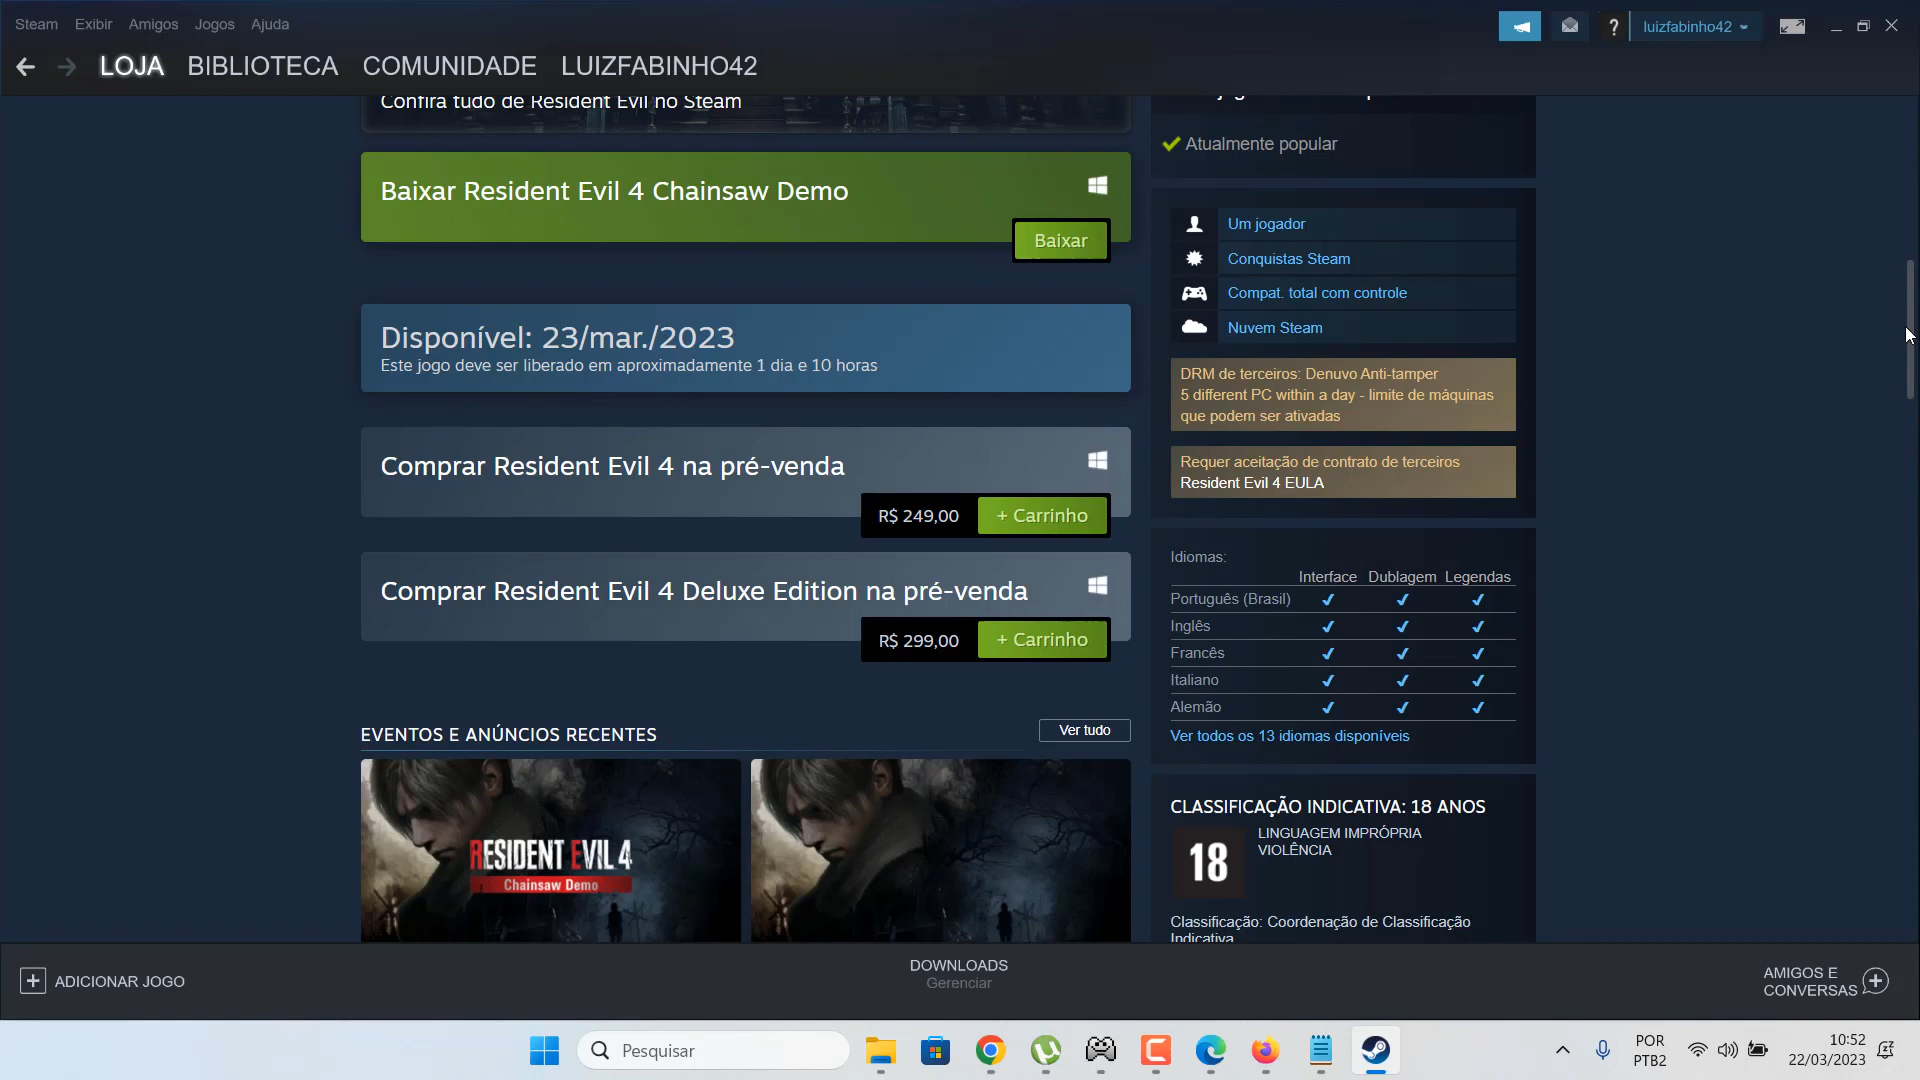 Steam Exibir Amigos Jogos Ajuda
? luizfabinho42
LOJA BIBLIOTECA COMUNIDADE LUIZFABINHO42
Confira tudo de Resident Evil no Steam
Baixar Resident Evil 4 Chainsaw Demo
Baixar
Disponível: 23/mar./2023
Este jogo deve ser liberado em aproximadamente 1 dia e 10 horas
Comprar Resident Evil 4 na pré-venda
R$ 249,00 + Carrinho
Comprar Resident Evil 4 Deluxe Edition na pré-venda
R$ 299,00 + Carrinho
EVENTOS E ANÚNCIOS RECENTES
Ver tudo
RESIDENT EVIL 4
Chainsaw Demo
Atualmente popular
Um jogador
Conquistas Steam
Compat. total com controle
Nuvem Steam
DRM de terceiros: Denuvo Anti-tamper
5 different PC within a day - limite de máquinas
que podem ser ativadas
Requer aceitação de contrato de terceiros
Resident Evil 4 EULA
Idiomas:
Interface Dublagem Legendas
Português (Brasil) ✔ ✔ ✔
Inglês ✔ ✔ ✔
Francês ✔ ✔ ✔
Italiano ✔ ✔ ✔
Alemão ✔ ✔ ✔
Ver todos os 13 idiomas disponíveis
CLASSIFICAÇÃO INDICATIVA: 18 ANOS
18
LINGUAGEM IMPRÓPRIA
VIOLÊNCIA
Classificação: Coordenação de Classificação
Indicativa
ADICIONAR JOGO
DOWNLOADS
Gerenciar
AMIGOS E
CONVERSAS
Pesquisar
POR
PTB2
10:52
22/03/2023